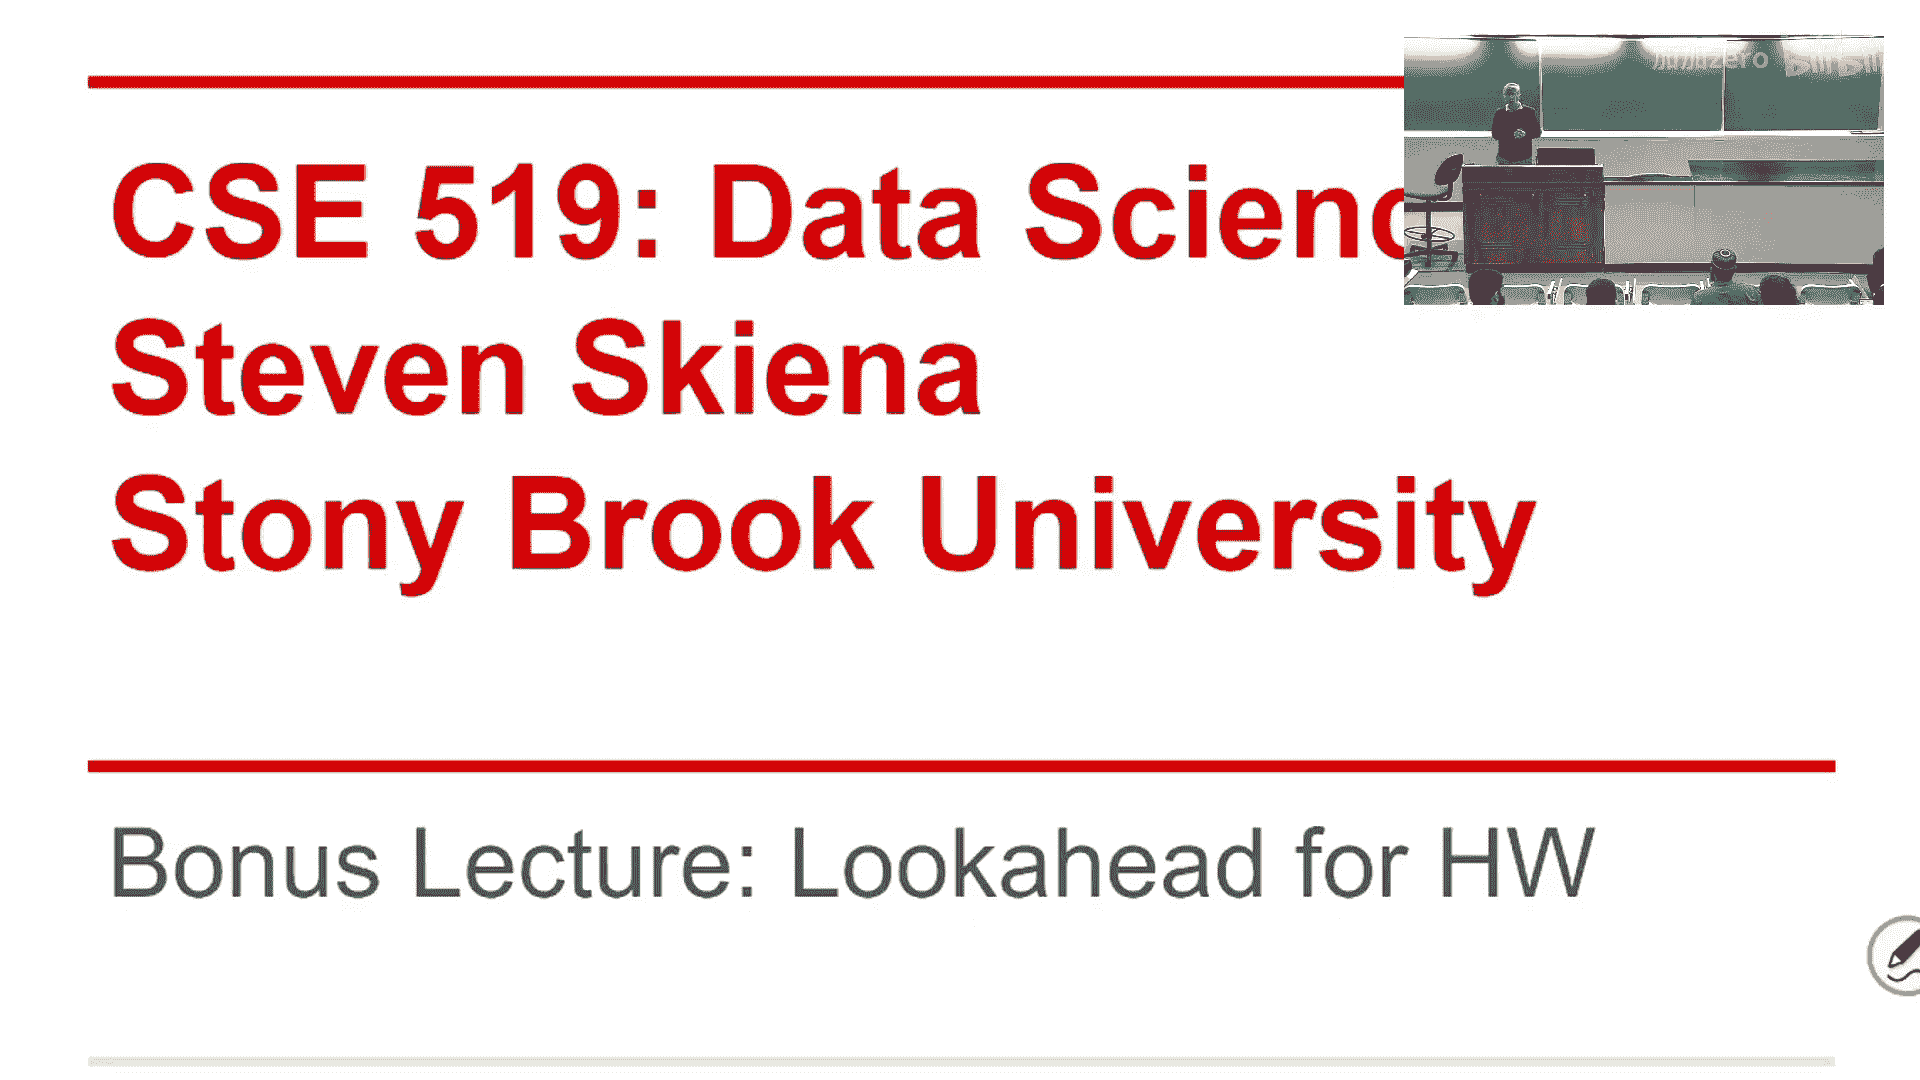 CSE 519: Data Scienc
Steven Skiena
Stony Brook University
Bonus Lecture: Lookahead for HW